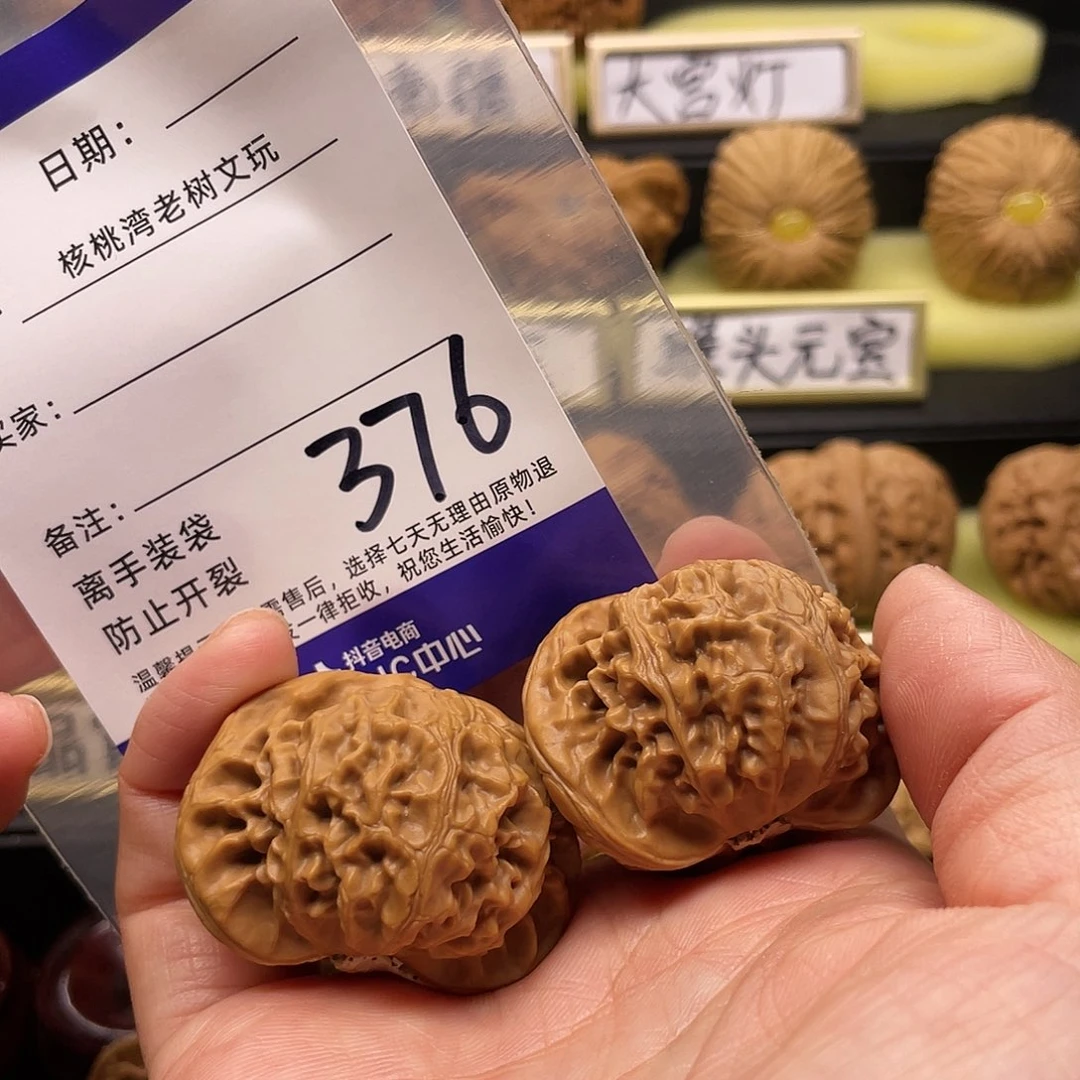 日期：
核桃湾老树文玩
家：
376
备注：
离手装袋
防止开裂
温馨
售后，选择七天无理由原物退
一律拒收，祝您生活愉快！
抖音电商
中心
大宫灯
头元宝